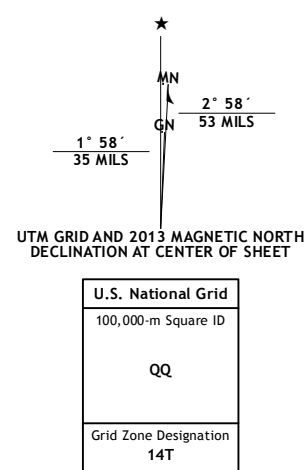 ★
MN
GN
2° 58´
53 MILS
1° 58´
35 MILS
UTM GRID AND 2013 MAGNETIC NORTH
DECLINATION AT CENTER OF SHEET
U.S. National Grid
100,000-m Square ID
QQ
Grid Zone Designation
14T